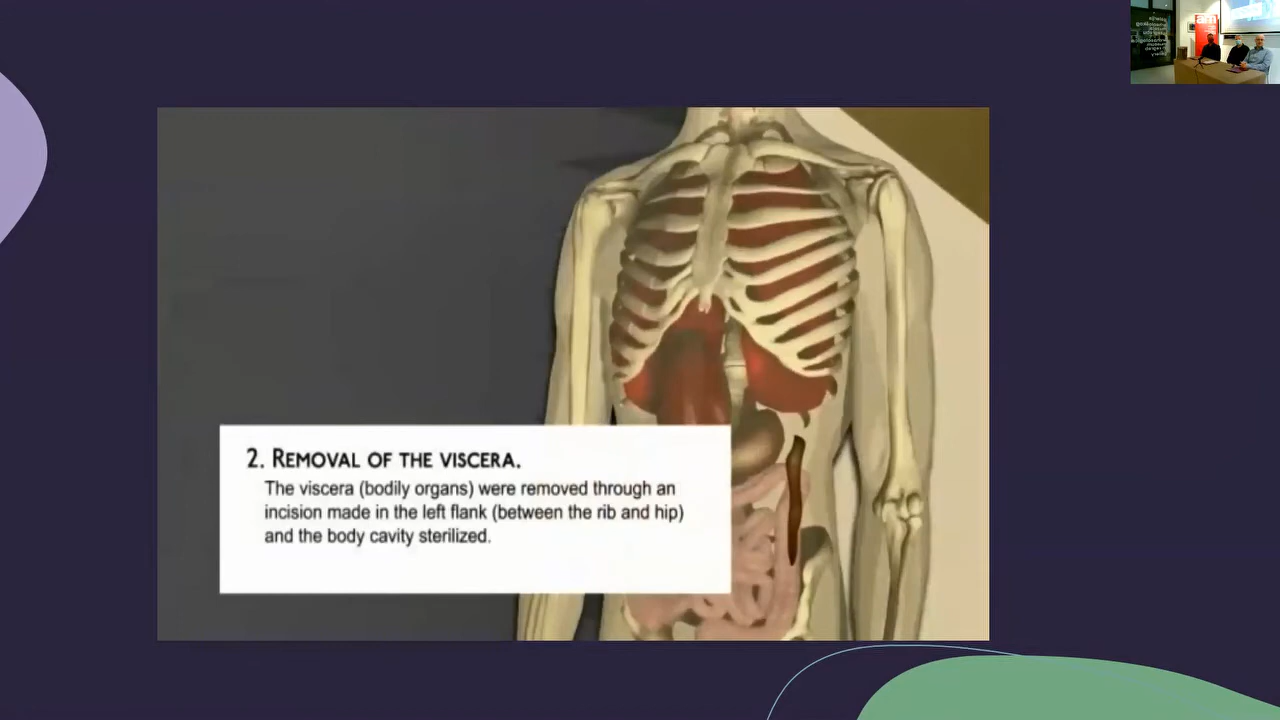 2. REMOVAL OF THE VISCERA.
The viscera (bodily organs) were removed through an
incision made in the left flank (between the rib and hip)
and the body cavity sterilized.